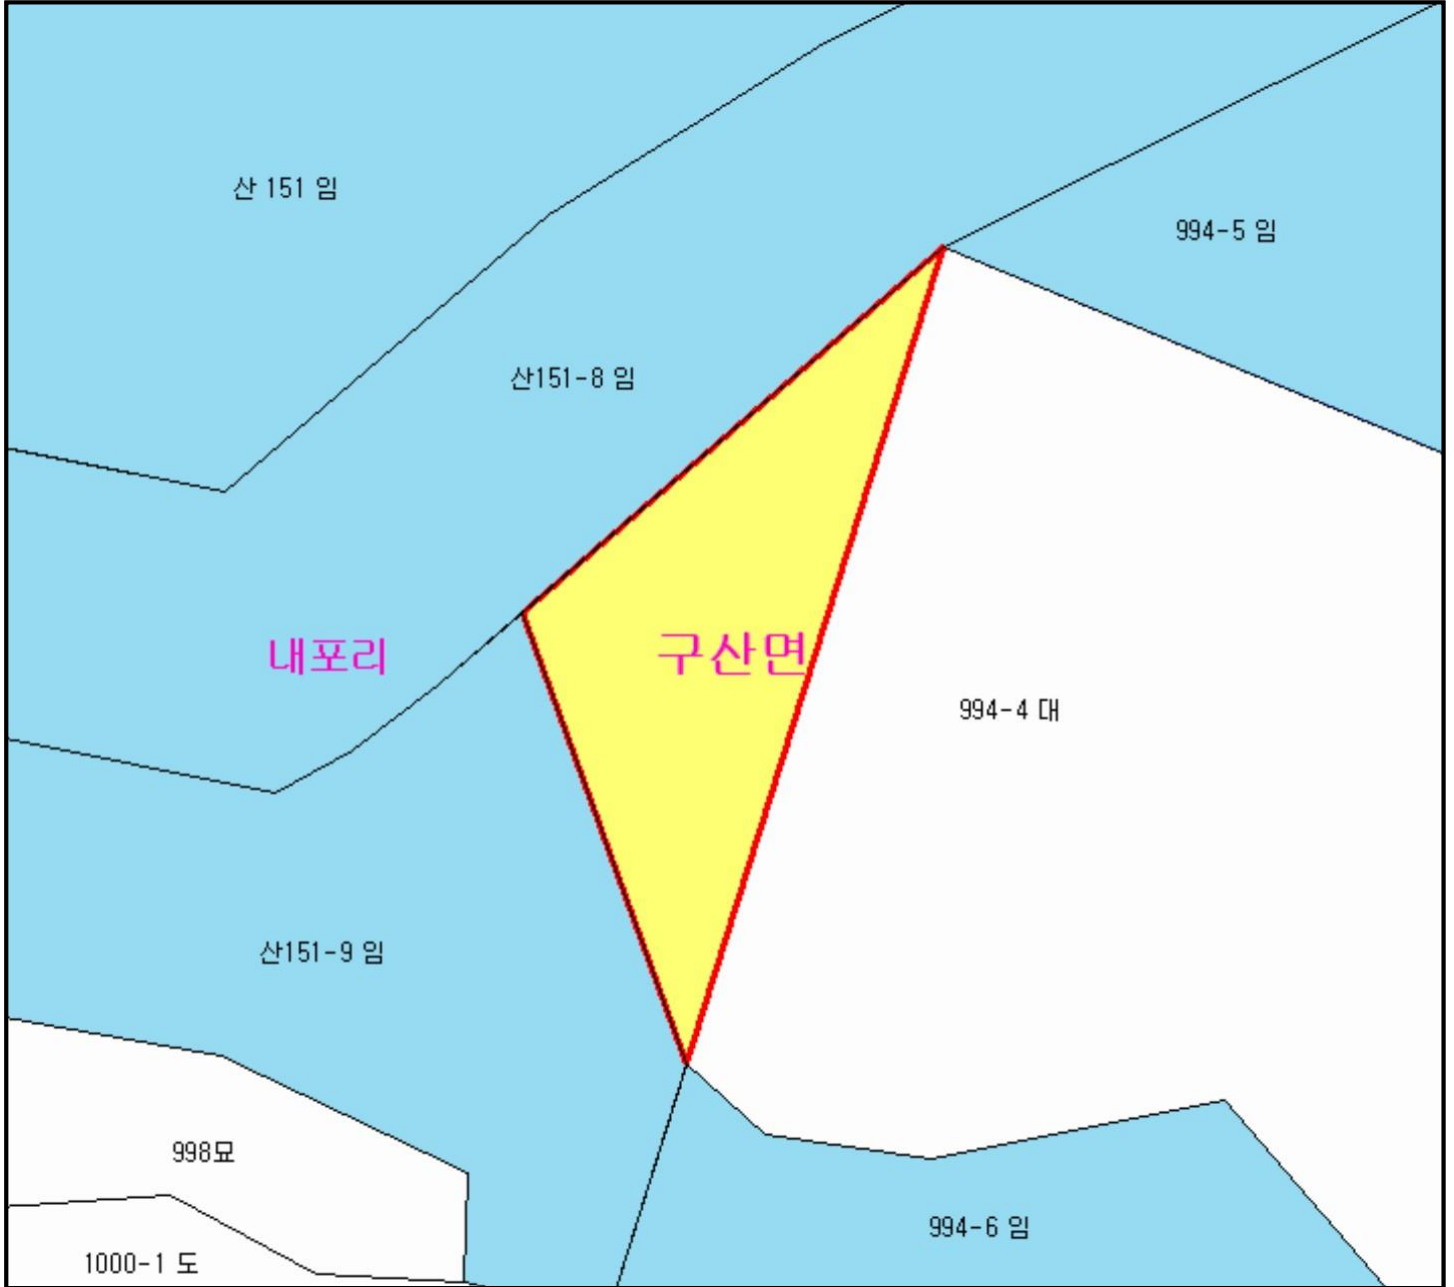 산 151 임
994-5 임
산151-8 임
내포리
구산면
994-4 대
산151-9 임
998묘
994-6 임
1000-1 도